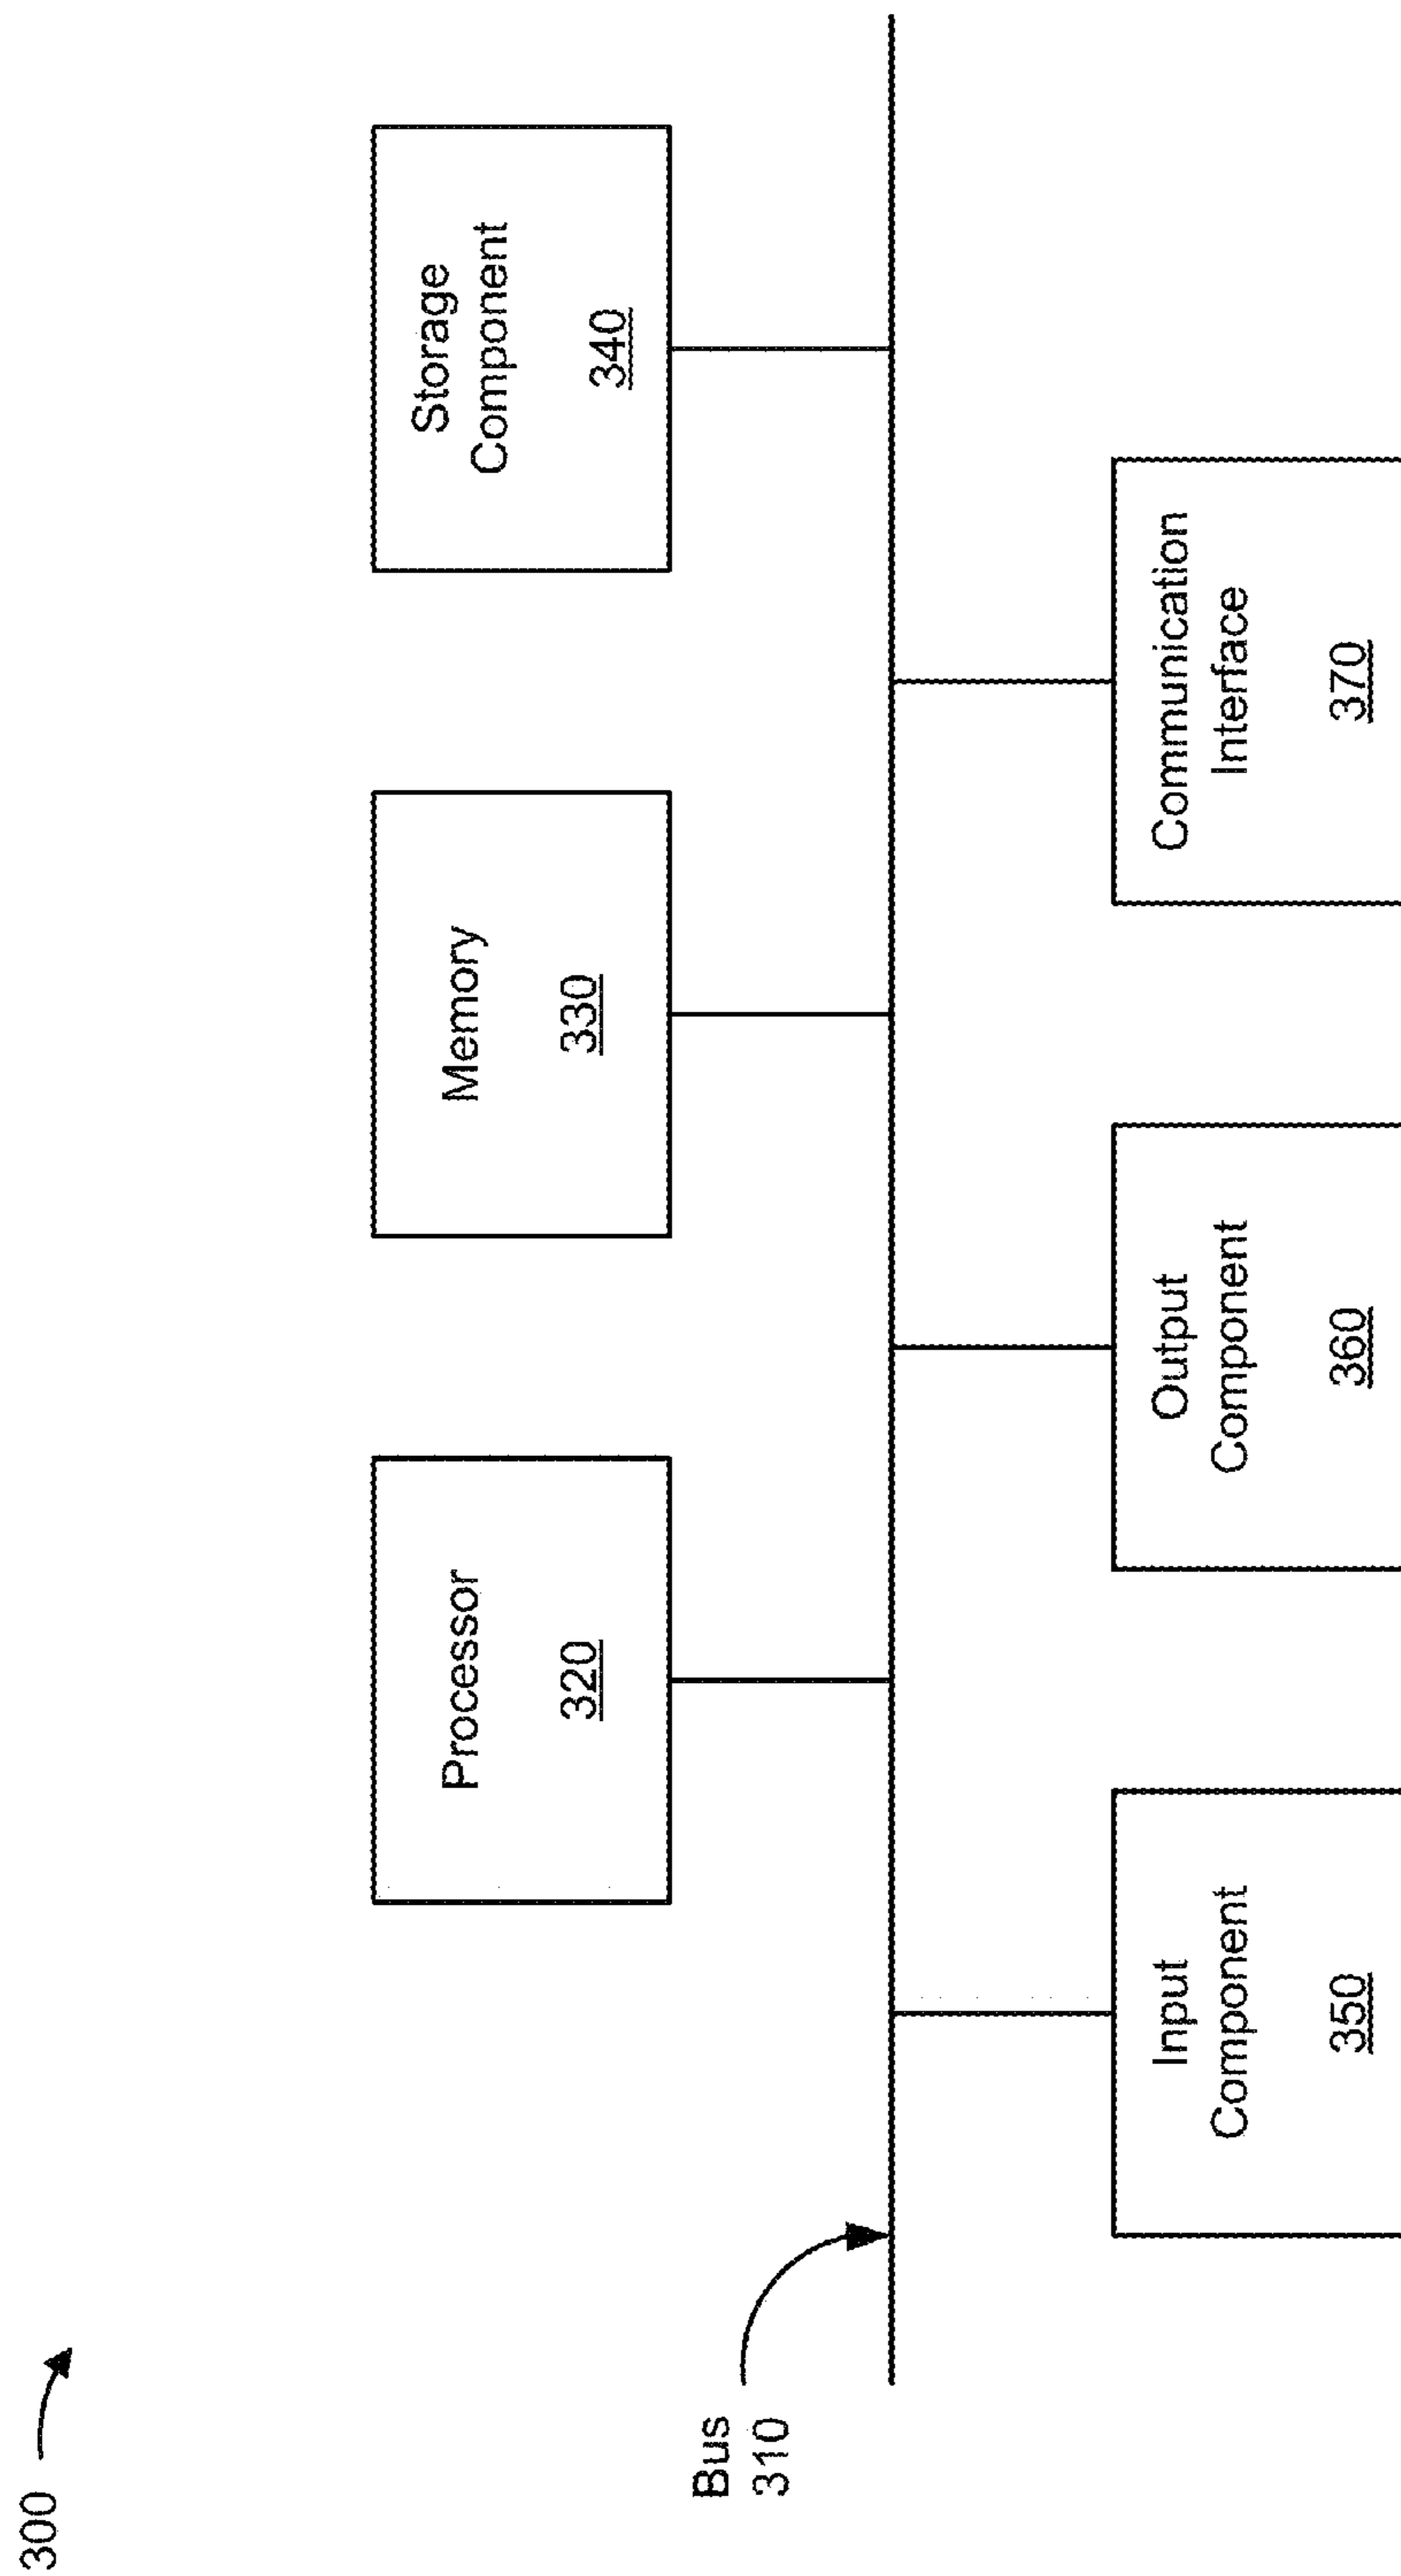 300
Processor
320
Memory
330
Storage
Component
340
Bus
310
Input
Component
350
Output
Component
360
Communication
Interface
370